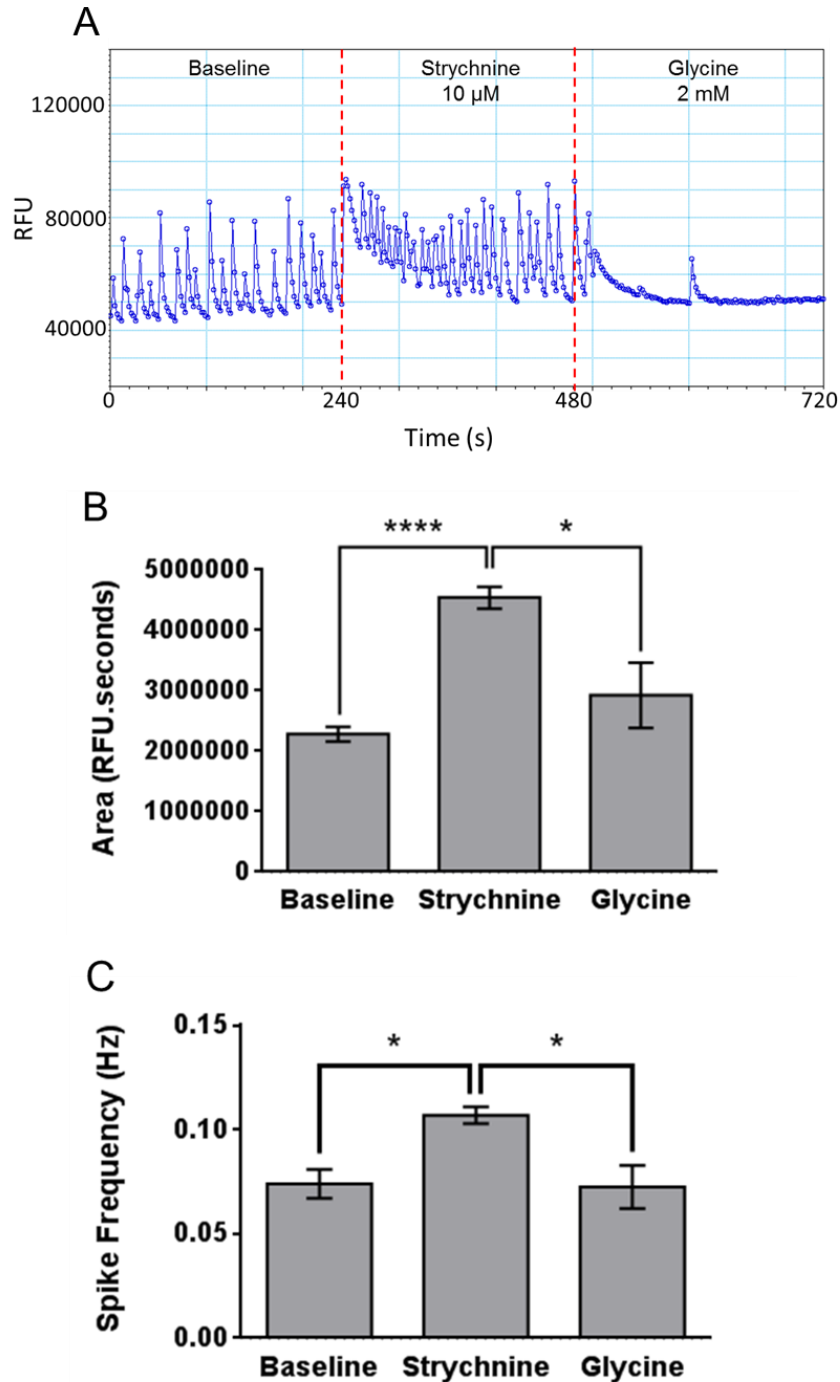 A
Baseline
Strychnine
10 µM
Glycine
2 mM
RFU
120000
80000
40000
0
240
480
720
Time (s)
B
**** *
Area (RFU.seconds)
5000000
4000000
3000000
2000000
1000000
0
Baseline Strychnine Glycine
C
* *
Spike Frequency (Hz)
0.15
0.10
0.05
0.00
Baseline Strychnine Glycine